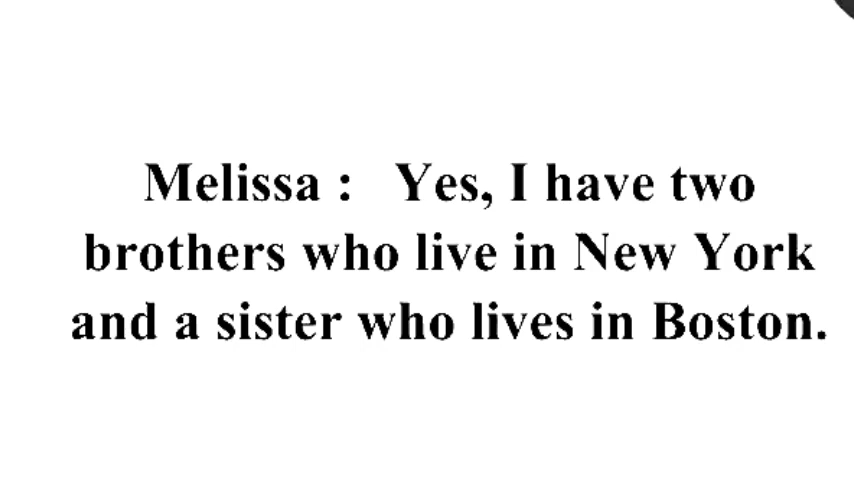 Melissa :   Yes, I have two
brothers who live in New York
and a sister who lives in Boston.